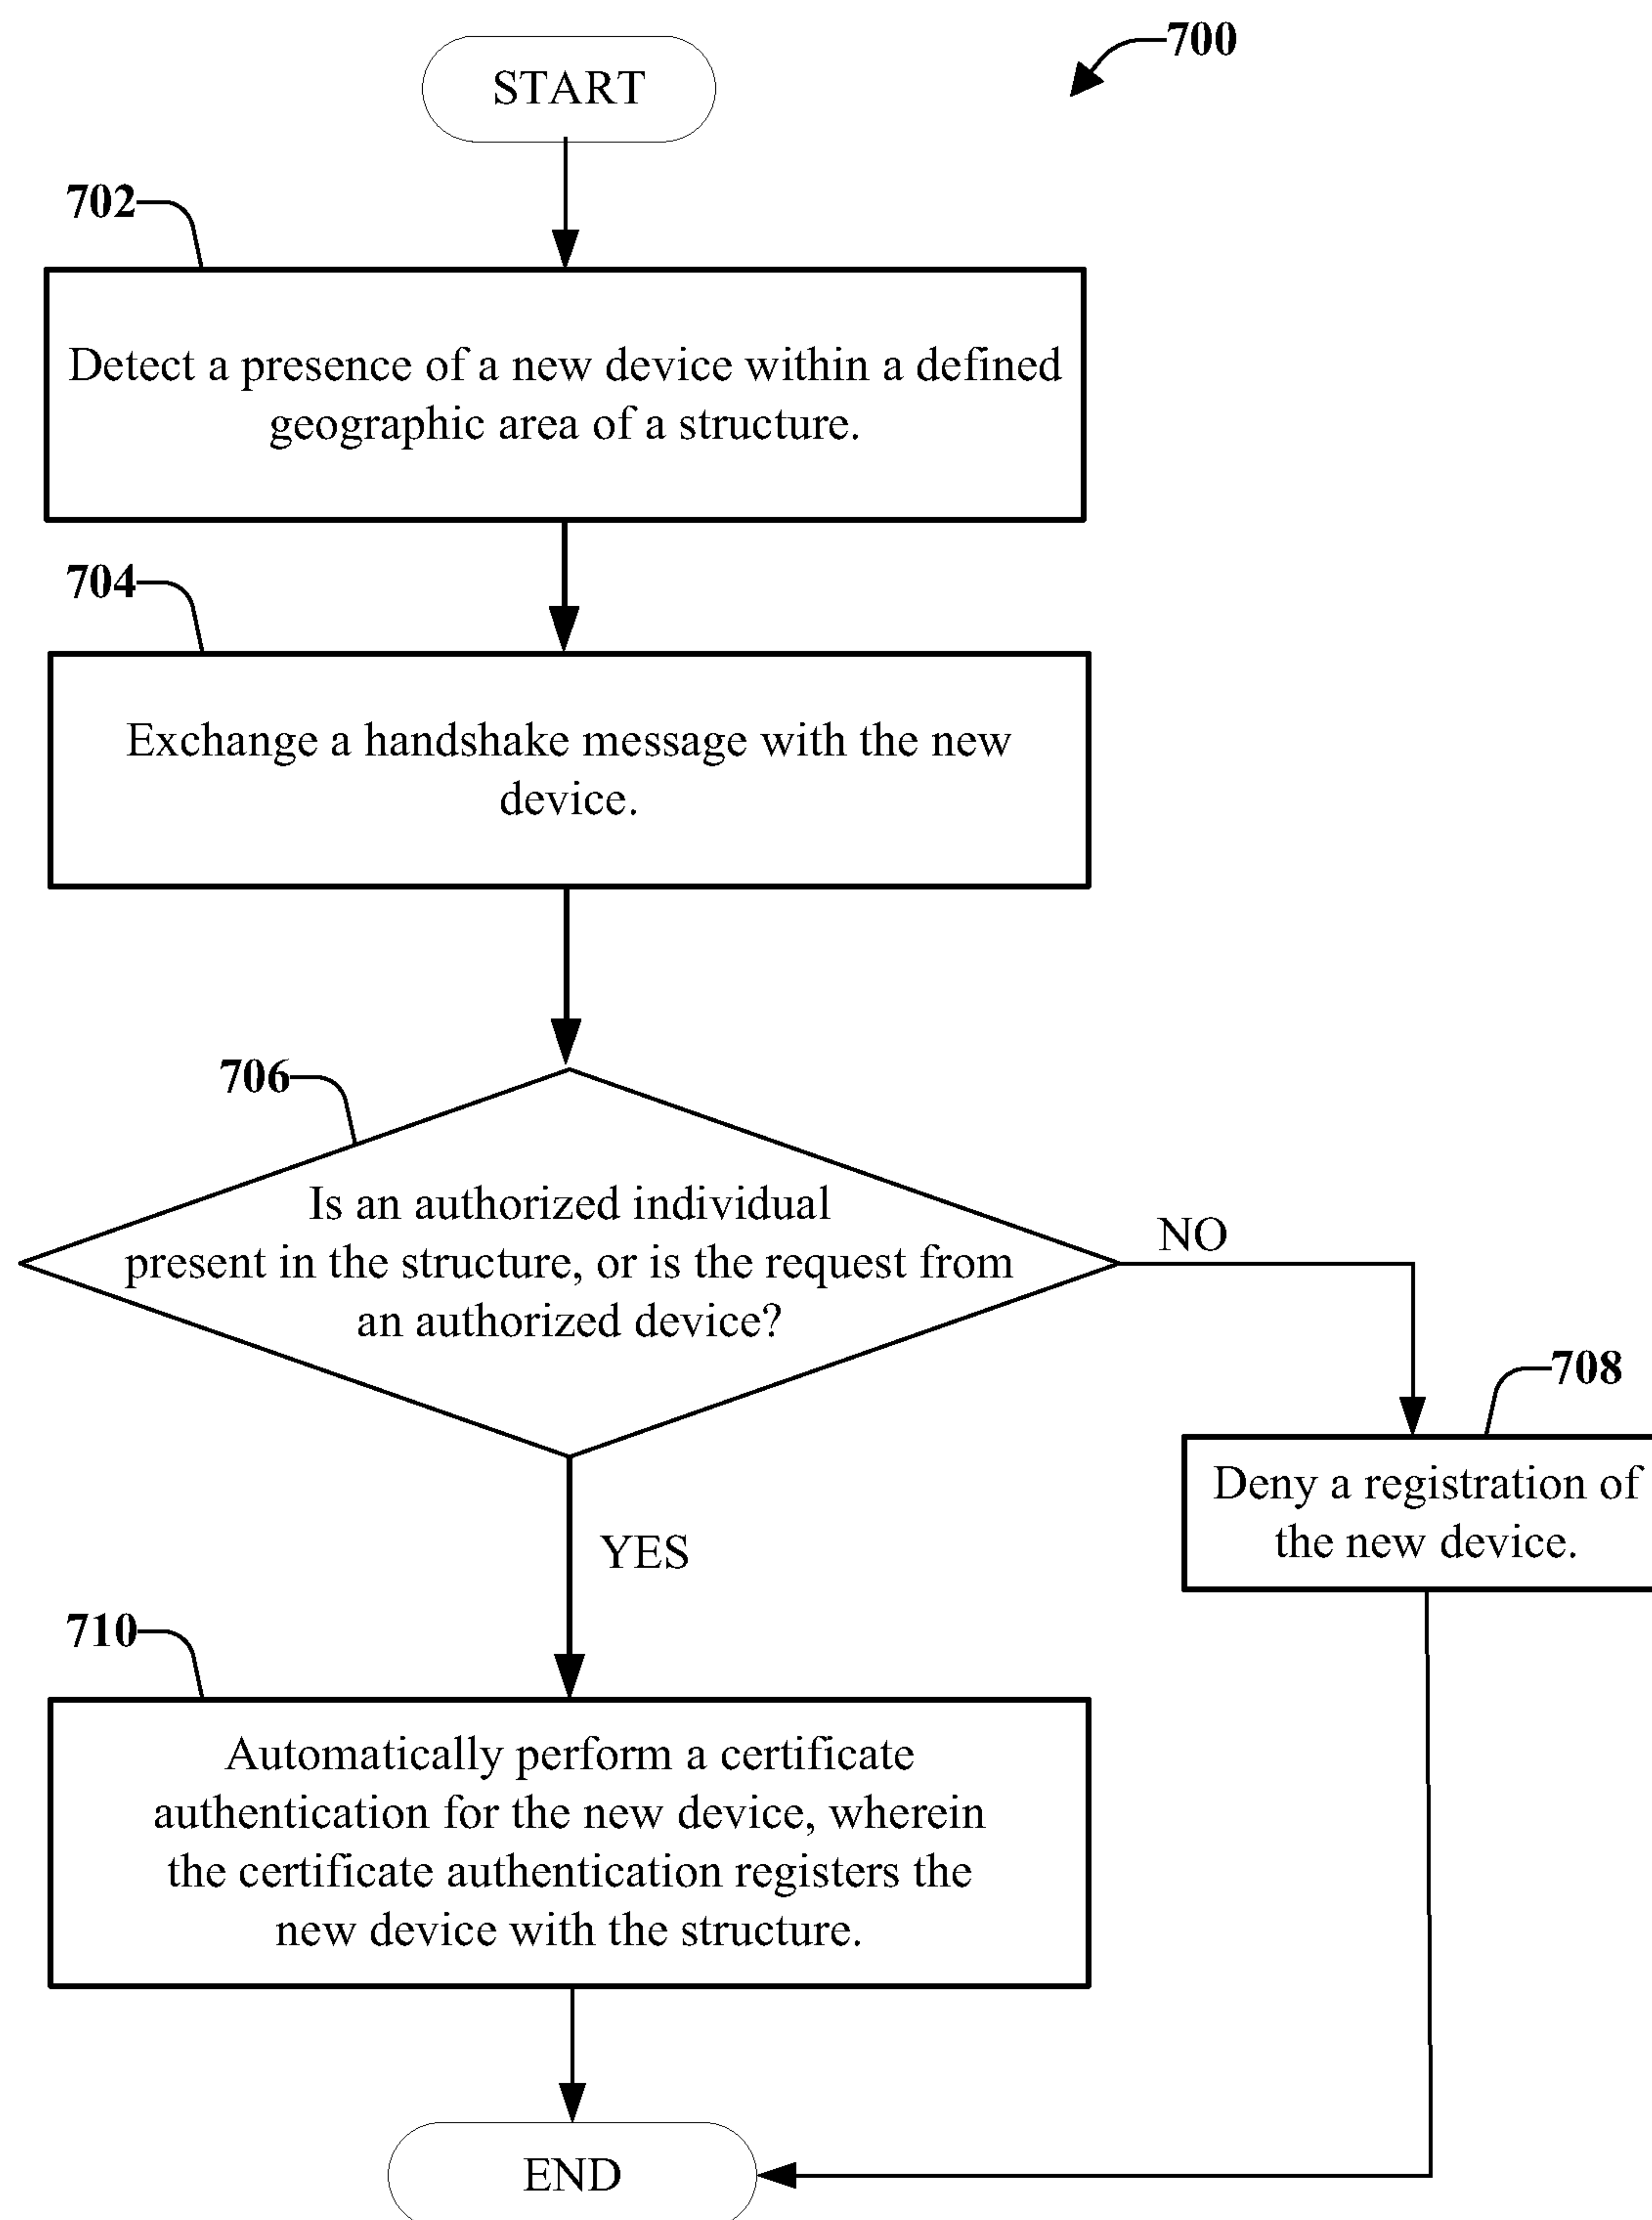 700
START
702
Detect a presence of a new device within a defined
geographic area of a structure.
704
Exchange a handshake message with the new
device.
706
Is an authorized individual
present in the structure, or is the request from
an authorized device?
NO
708
Deny a registration of
the new device.
YES
710
Automatically perform a certificate
authentication for the new device, wherein
the certificate authentication registers the
new device with the structure.
END